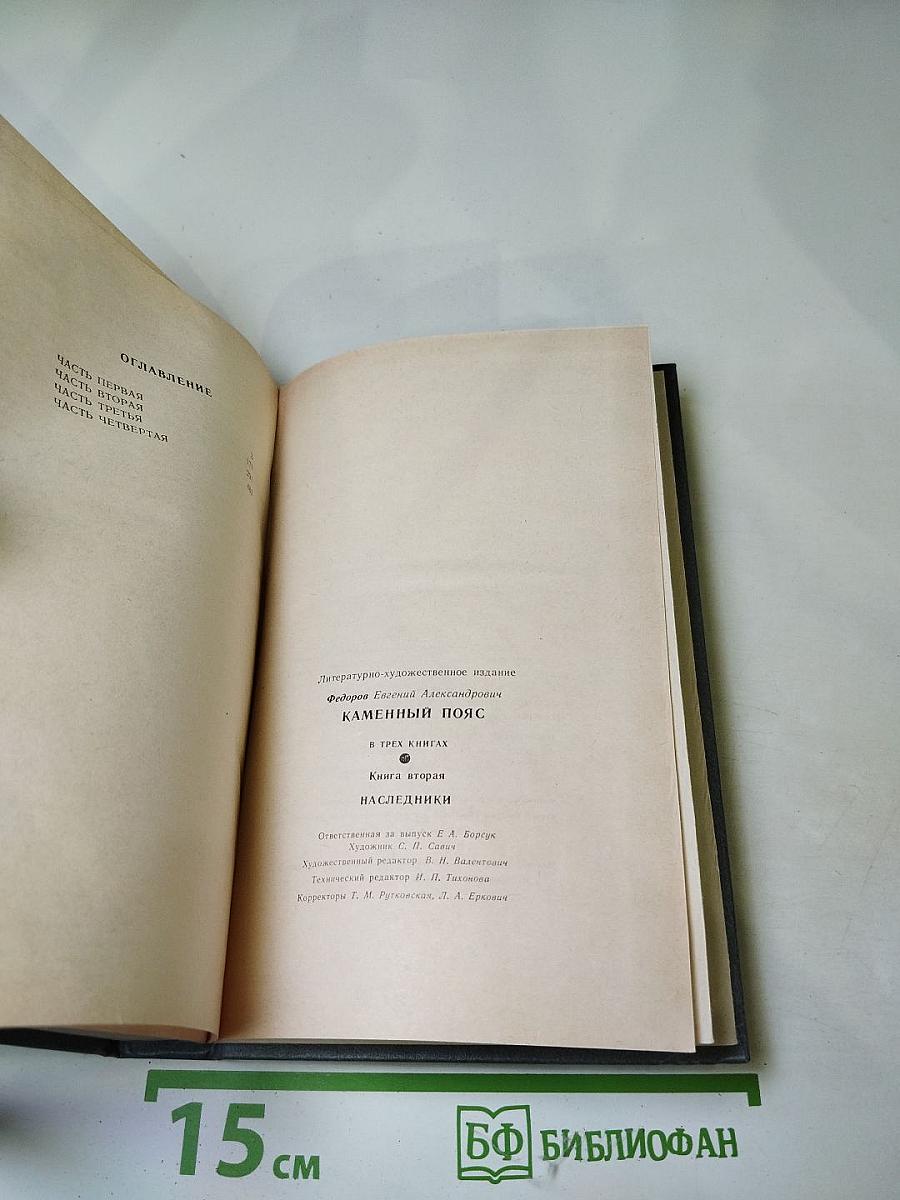 ОГЛАВЛЕНИЕ
ЧАСТЬ ПЕРВАЯ
ЧАСТЬ ВТОРАЯ
ЧАСТЬ ТРЕТЬЯ
ЧАСТЬ ЧЕТВЕРТАЯ
Литературно-художественное издание
Федоров Евгений Александрович
КАМЕННЫЙ ПОЯС
В ТРЕХ КНИГАХ
Книга вторая
НАСЛЕДНИКИ
Ответственная за выпуск Е А. Борсук
Художник С. П. Савич
Художественный редактор В. Н. Валентович
Технический редактор И. П. Тихонова
Корректоры Т. М. Рутковская, Л. А. Еркович
15 см
БФ БИБЛИОФАН